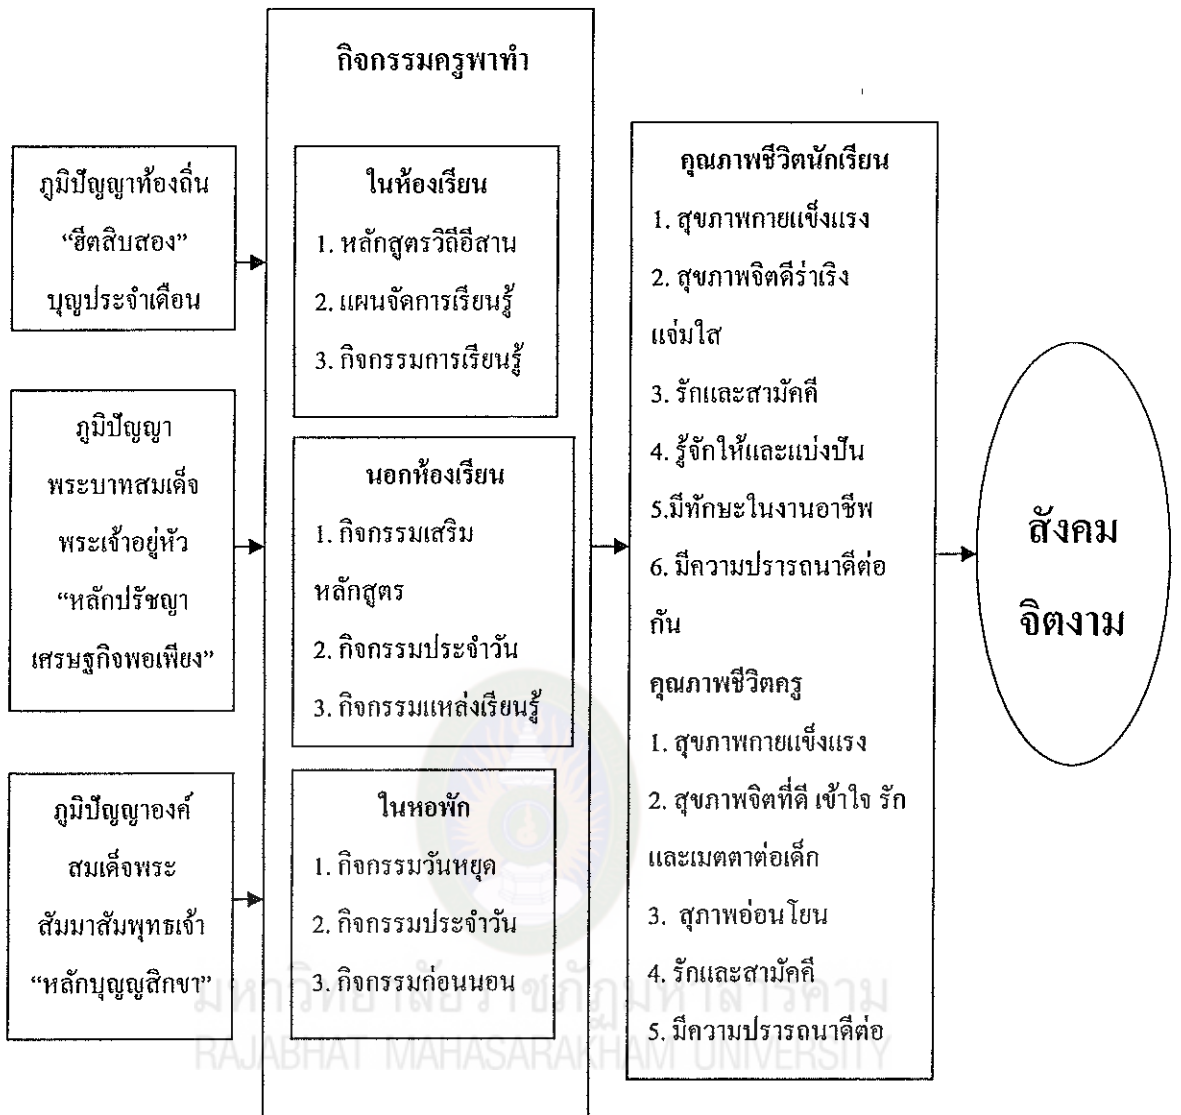 กิจกรรมครูพาทำ
ภูมิปัญญาท้องถิ่น
“ฮีตสิบสอง”
บุญประจำเดือน
ภูมิปัญญา
พระบาทสมเด็จ
พระเจ้าอยู่หัว
“หลักปรัชญา
เศรษฐกิจพอเพียง”
ภูมิปัญญาองค์
สมเด็จพระ
สัมมาสัมพุทธเจ้า
“หลักบุญญสิกขา”
ในห้องเรียน
1. หลักสูตรวิถีอีสาน
2. แผนจัดการเรียนรู้
3. กิจกรรมการเรียนรู้
นอกห้องเรียน
1. กิจกรรมเสริม
หลักสูตร
2. กิจกรรมประจำวัน
3. กิจกรรมแหล่งเรียนรู้
ในหอพัก
1. กิจกรรมวันหยุด
2. กิจกรรมประจำวัน
3. กิจกรรมก่อนนอน
คุณภาพชีวิตนักเรียน
1. สุขภาพกายแข็งแรง
2. สุขภาพจิตดีร่าเริง
แจ่มใส
3. รักและสามัคคี
4. รู้จักให้และแบ่งปัน
5.มีทักษะในงานอาชีพ
6. มีความปรารถนาดีต่อ
กัน
คุณภาพชีวิตครู
1. สุขภาพกายแข็งแรง
2. สุขภาพจิตที่ดี เข้าใจ รัก
และเมตตาต่อเด็ก
3. สุภาพอ่อนโยน
4. รักและสามัคคี
5. มีความปรารถนาดีต่อ
สังคม
จิตงาม
มหาวิทยาลัยราชภัฏมหาสารคาม
RAJABHAT MAHASARAKHAM UNIVERSITY